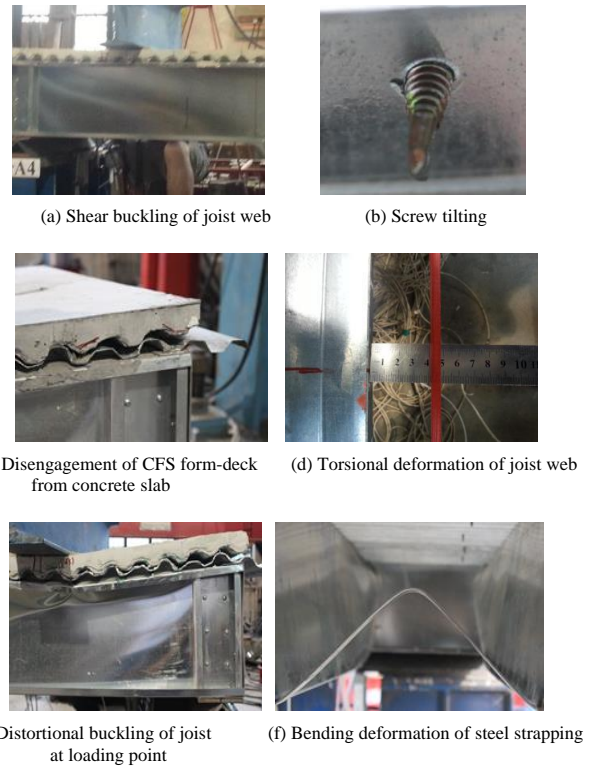 A4
(a) Shear buckling of joist web
(b) Screw tilting
1 2 3 4 5 6 7 8 9 10
Disengagement of CFS form-deck
from concrete slab
(d) Torsional deformation of joist web
Distortional buckling of joist
at loading point
(f) Bending deformation of steel strapping